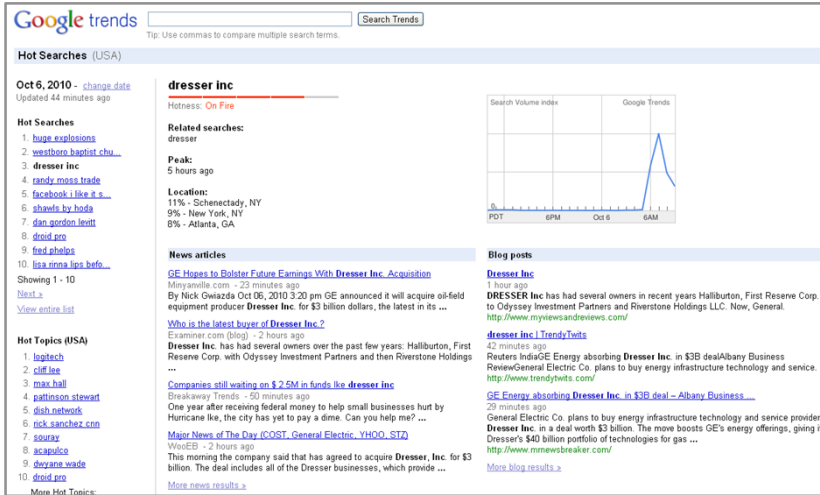 Google trends
Search Trends
Tip: Use commas to compare multiple search terms.
Hot Searches (USA)
Oct 6, 2010 - change date
Updated 44 minutes ago
Hot Searches
1. huge explosions
2. westboro baptist chu...
3. dresser inc
4. randy moss trade
5. facebook i like it s...
6. shawls by hoda
7. dan gordon levitt
8. droid pro
9. fred phelps
10. lisa rinna lips befo...
Showing 1 - 10
Next »
View entire list
Hot Topics (USA)
1. logitech
2. cliff lee
3. max hall
4. pattinson stewart
5. dish network
6. rick sanchez cnn
7. souray
8. acapulco
9. dwyane wade
10. droid pro
More Hot Topics:
dresser inc
Hotness: On Fire
Related searches:
dresser
Peak:
5 hours ago
Location:
11% - Schenectady, NY
9% - New York, NY
8% - Atlanta, GA
Search Volume index Google Trends
0
PDT 6PM Oct 6 6AM
News articles
GE Hopes to Bolster Future Earnings With Dresser Inc. Acquisition
Minyanville.com - 23 minutes ago
By Nick Gwiazda Oct 06, 2010 3:20 pm GE announced it will acquire oil-field
equipment producer Dresser Inc. for $3 billion dollars, the latest in its ...
Who is the latest buyer of Dresser Inc.?
Examiner.com (blog) - 2 hours ago
Dresser Inc. has had several owners over the past few years: Halliburton, First
Reserve Corp. with Odyssey Investment Partners and then Riverstone Holdings
...
Companies still waiting on $ 2.5M in funds Ike dresser inc
Breakaway Trends - 50 minutes ago
One year after receiving federal money to help small businesses hurt by
Hurricane Ike, the city has yet to pay a dime. Can you help me? ...
Major News of The Day (COST, General Electric, YHOO, STZ)
WooEB - 2 hours ago
This morning the company said that has agreed to acquire Dresser, Inc. for $3
billion. The deal includes all of the Dresser businesses, which provide ...
More news results »
Blog posts
Dresser Inc
1 hour ago
DRESSER Inc has had several owners in recent years Halliburton, First Reserve Corp.
to Odyssey Investment Partners and Riverstone Holdings LLC. Now, General.
http://www.myviewsandreviews.com/
dresser inc | TrendyTwits
42 minutes ago
Reuters IndiaGE Energy absorbing Dresser Inc. in $3B dealAlbany Business
ReviewGeneral Electric Co. plans to buy energy infrastructure technology and service.
http://www.trendytwits.com/
GE Energy absorbing Dresser Inc. in $3B deal – Albany Business ...
29 minutes ago
General Electric Co. plans to buy energy infrastructure technology and service provider
Dresser Inc. in a deal worth $3 billion. The move boosts GE's energy offerings, giving it
Dresser's $40 billion portfolio of technologies for gas ...
http://www.mrnewsbreaker.com/
More blog results »